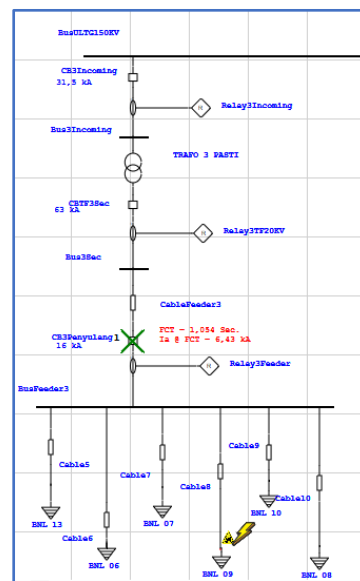 BusULTG150KV
CB3Incoming
31,5 kA
Relay3Incoming
M
Bus3Incoming
TRAFO 3 PASTI
CBTF3Sec
63 kA
Relay3TF20KV
M
Bus3Sec
CableFeeder3
CB3Penyulang1
16 kA
FCT - 1,054 Sec.
Ia @ FCT - 6,43 kA
Relay3Feeder
M
BusFeeder3
Cable5
Cable7
Cable9
Cable8
Cable10
BNL 13
BNL 07
BNL 10
Cable6
BNL 06
BNL 09
BNL 08